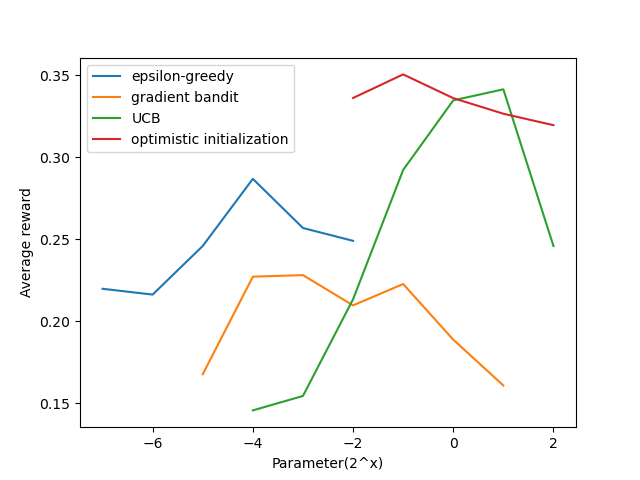 epsilon-greedy
gradient bandit
UCB
optimistic initialization
0.35
0.30
0.25
0.20
0.15
Average reward
−6 −4 −2 0 2
Parameter(2^x)